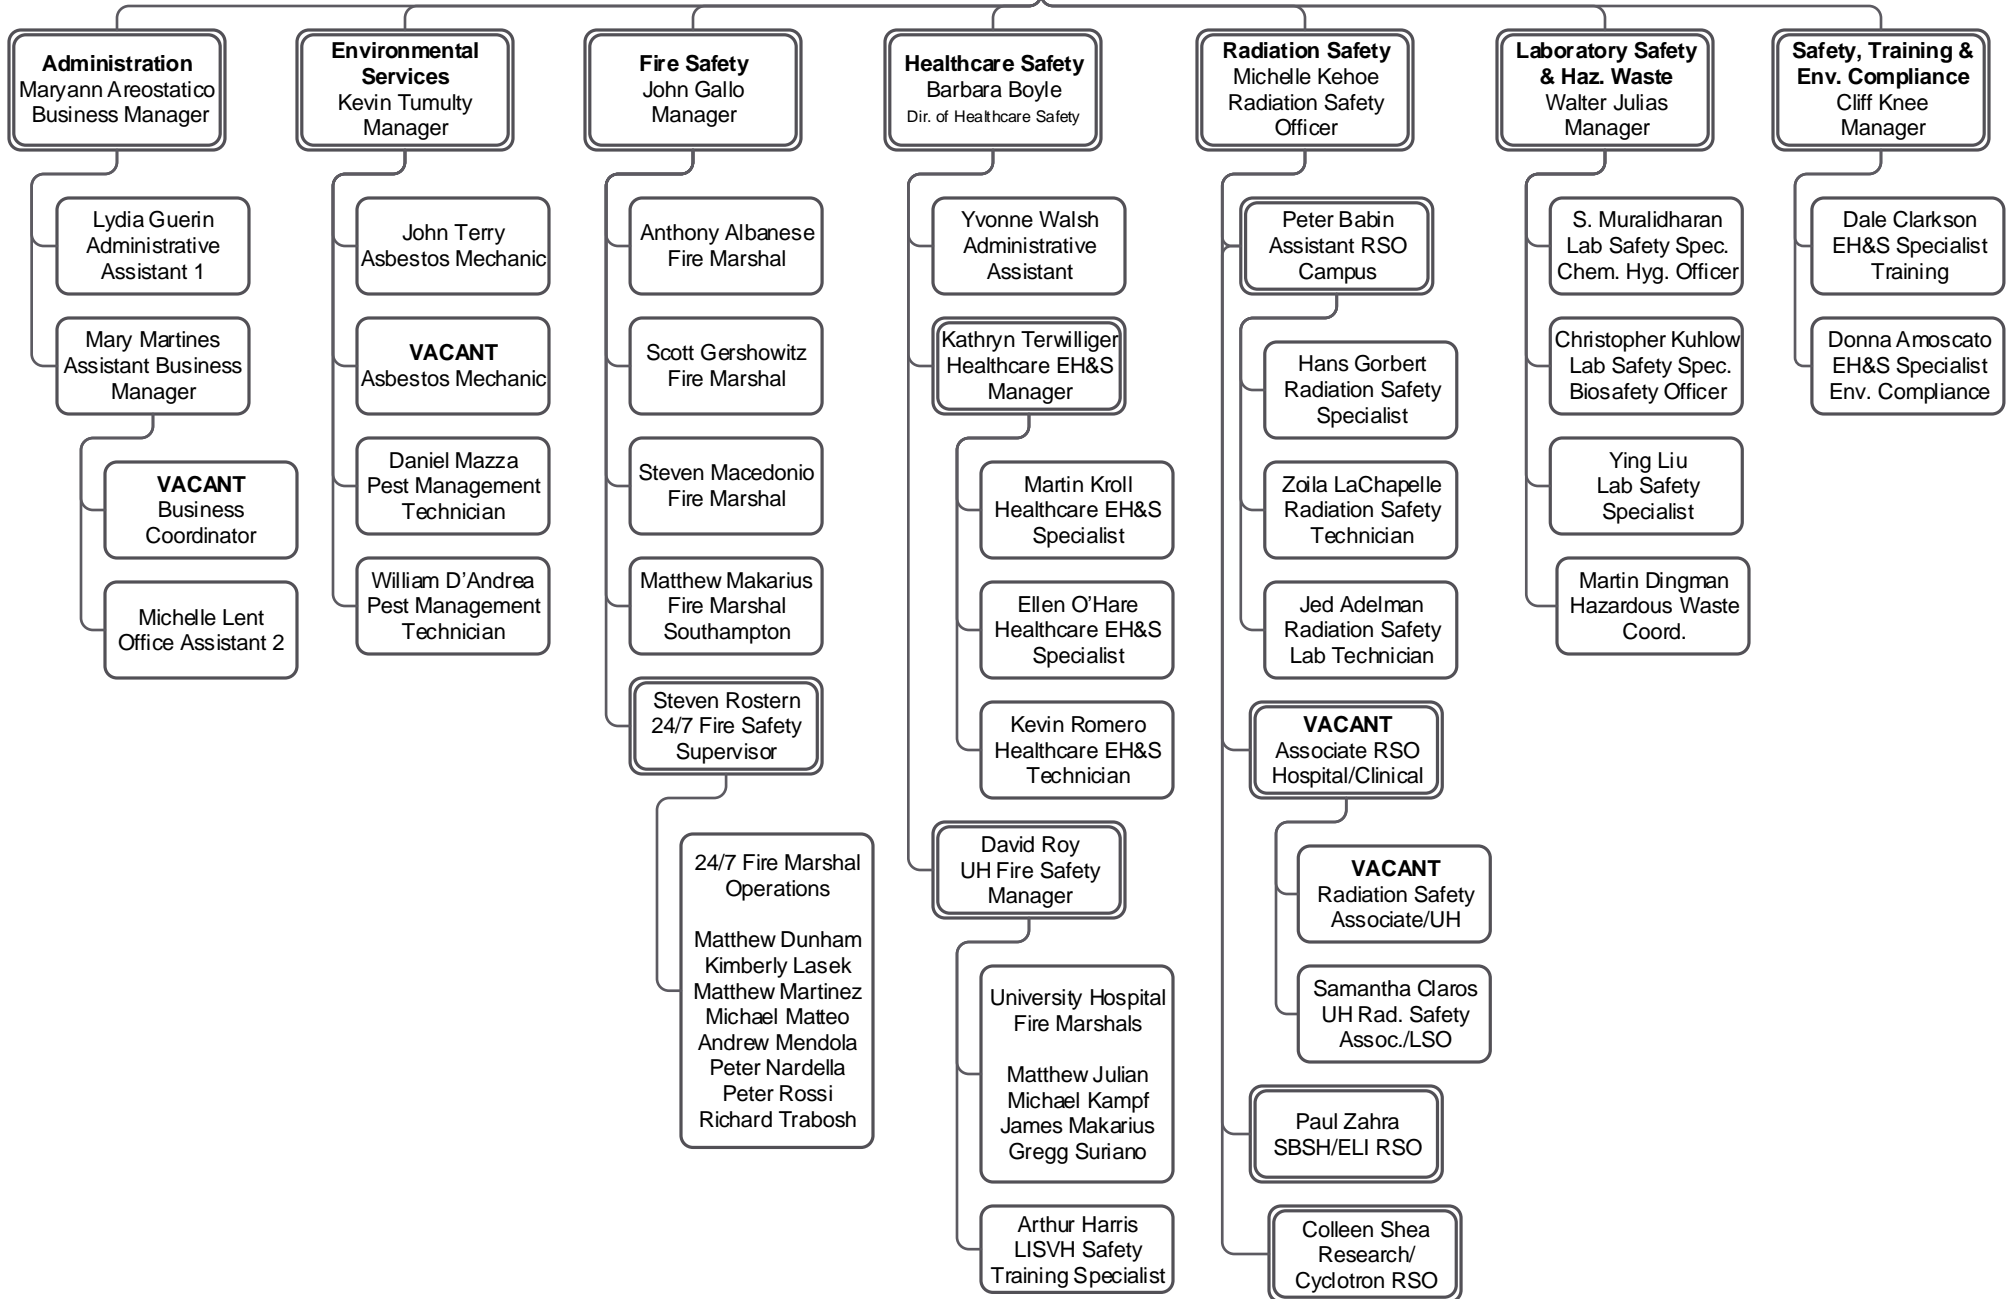 Administration
Maryann Areostatico
Business Manager
Lydia Guerin
Administrative
Assistant 1
Mary Martines
Assistant Business
Manager
VACANT
Business
Coordinator
Michelle Lent
Office Assistant 2
Environmental
Services
Kevin Tumulty
Manager
John Terry
Asbestos Mechanic
VACANT
Asbestos Mechanic
Daniel Mazza
Pest Management
Technician
William D’Andrea
Pest Management
Technician
Fire Safety
John Gallo
Manager
Anthony Albanese
Fire Marshal
Scott Gershowitz
Fire Marshal
Steven Macedonio
Fire Marshal
Matthew Makarius
Fire Marshal
Southampton
Steven Rostern
24/7 Fire Safety
Supervisor
24/7 Fire Marshal
Operations
Matthew Dunham
Kimberly Lasek
Matthew Martinez
Michael Matteo
Andrew Mendola
Peter Nardella
Peter Rossi
Richard Trabosh
Healthcare Safety
Barbara Boyle
Dir. of Healthcare Safety
Yvonne Walsh
Administrative
Assistant
Kathryn Terwilliger
Healthcare EH&S
Manager
Martin Kroll
Healthcare EH&S
Specialist
Ellen O’Hare
Healthcare EH&S
Specialist
Kevin Romero
Healthcare EH&S
Technician
David Roy
UH Fire Safety
Manager
University Hospital
Fire Marshals
Matthew Julian
Michael Kampf
James Makarius
Gregg Suriano
Arthur Harris
LISVH Safety
Training Specialist
Radiation Safety
Michelle Kehoe
Radiation Safety
Officer
Peter Babin
Assistant RSO
Campus
Hans Gorbert
Radiation Safety
Specialist
Zoila LaChapelle
Radiation Safety
Technician
Jed Adelman
Radiation Safety
Lab Technician
VACANT
Associate RSO
Hospital/Clinical
VACANT
Radiation Safety
Associate/UH
Samantha Claros
UH Rad. Safety
Assoc./LSO
Paul Zahra
SBSH/ELI RSO
Colleen Shea
Research/
Cyclotron RSO
Laboratory Safety
& Haz. Waste
Walter Julias
Manager
S. Muralidharan
Lab Safety Spec.
Chem. Hyg. Officer
Christopher Kuhlow
Lab Safety Spec.
Biosafety Officer
Ying Liu
Lab Safety
Specialist
Martin Dingman
Hazardous Waste
Coord.
Safety, Training &
Env. Compliance
Cliff Knee
Manager
Dale Clarkson
EH&S Specialist
Training
Donna Amoscato
EH&S Specialist
Env. Compliance